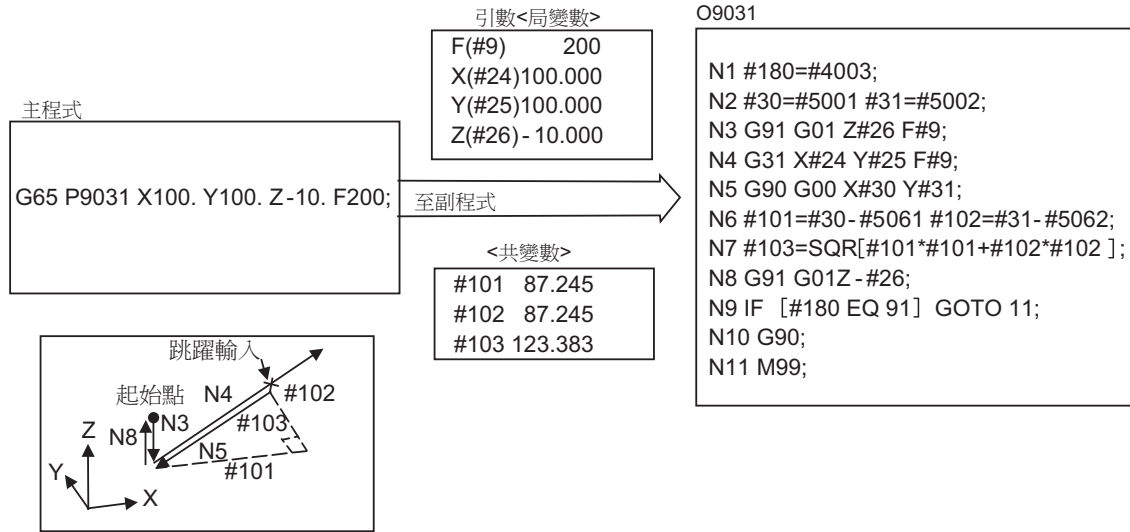 主程式
G65 P9031 X100. Y100. Z-10. F200;
至副程式
引數<局變數>
F(#9) 200
X(#24)100.000
Y(#25)100.000
Z(#26)-10.000
<共變數>
#101 87.245
#102 87.245
#103 123.383
O9031
N1 #180=#4003;
N2 #30=#5001 #31=#5002;
N3 G91 G01 Z#26 F#9;
N4 G31 X#24 Y#25 F#9;
N5 G90 G00 X#30 Y#31;
N6 #101=#30-#5061 #102=#31-#5062;
N7 #103=SQR[#101*#101+#102*#102 ];
N8 G91 G01Z-#26;
N9 IF [#180 EQ 91] GOTO 11;
N10 G90;
N11 M99;
跳躍輸入
起始點 N4 #102
N3
N8 #103
Z
N5
#101
Y
X